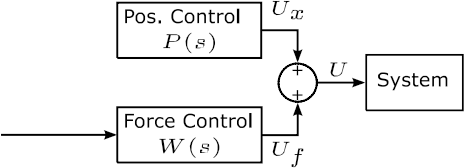 Pos. Control
P(s)
U_x
+
+
U
System
Force Control
W(s)
U_f